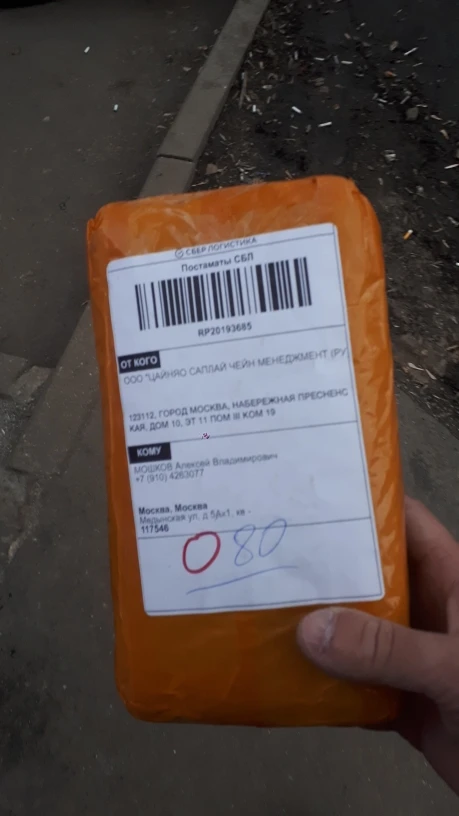 СБЕР ЛОГИСТИКА
Постаматы СБЛ
RP20193665
ОТ КОГО
ООО "ЦАЙНЯО САПЛАЙ ЧЕЙН МЕНЕДЖМЕНТ (РУ
123112, ГОРОД МОСКВА, НАБЕРЕЖНАЯ ПРЕСНЕНС
КАЯ, ДОМ 10, ЭТ 11 ПОМ III КОМ 19
КОМУ
МОШКОВ Алексей Владимирович
+7 (910) 4263077
Москва, Москва
Медынская ул, д 5Ак1, кв -
117546
О 80